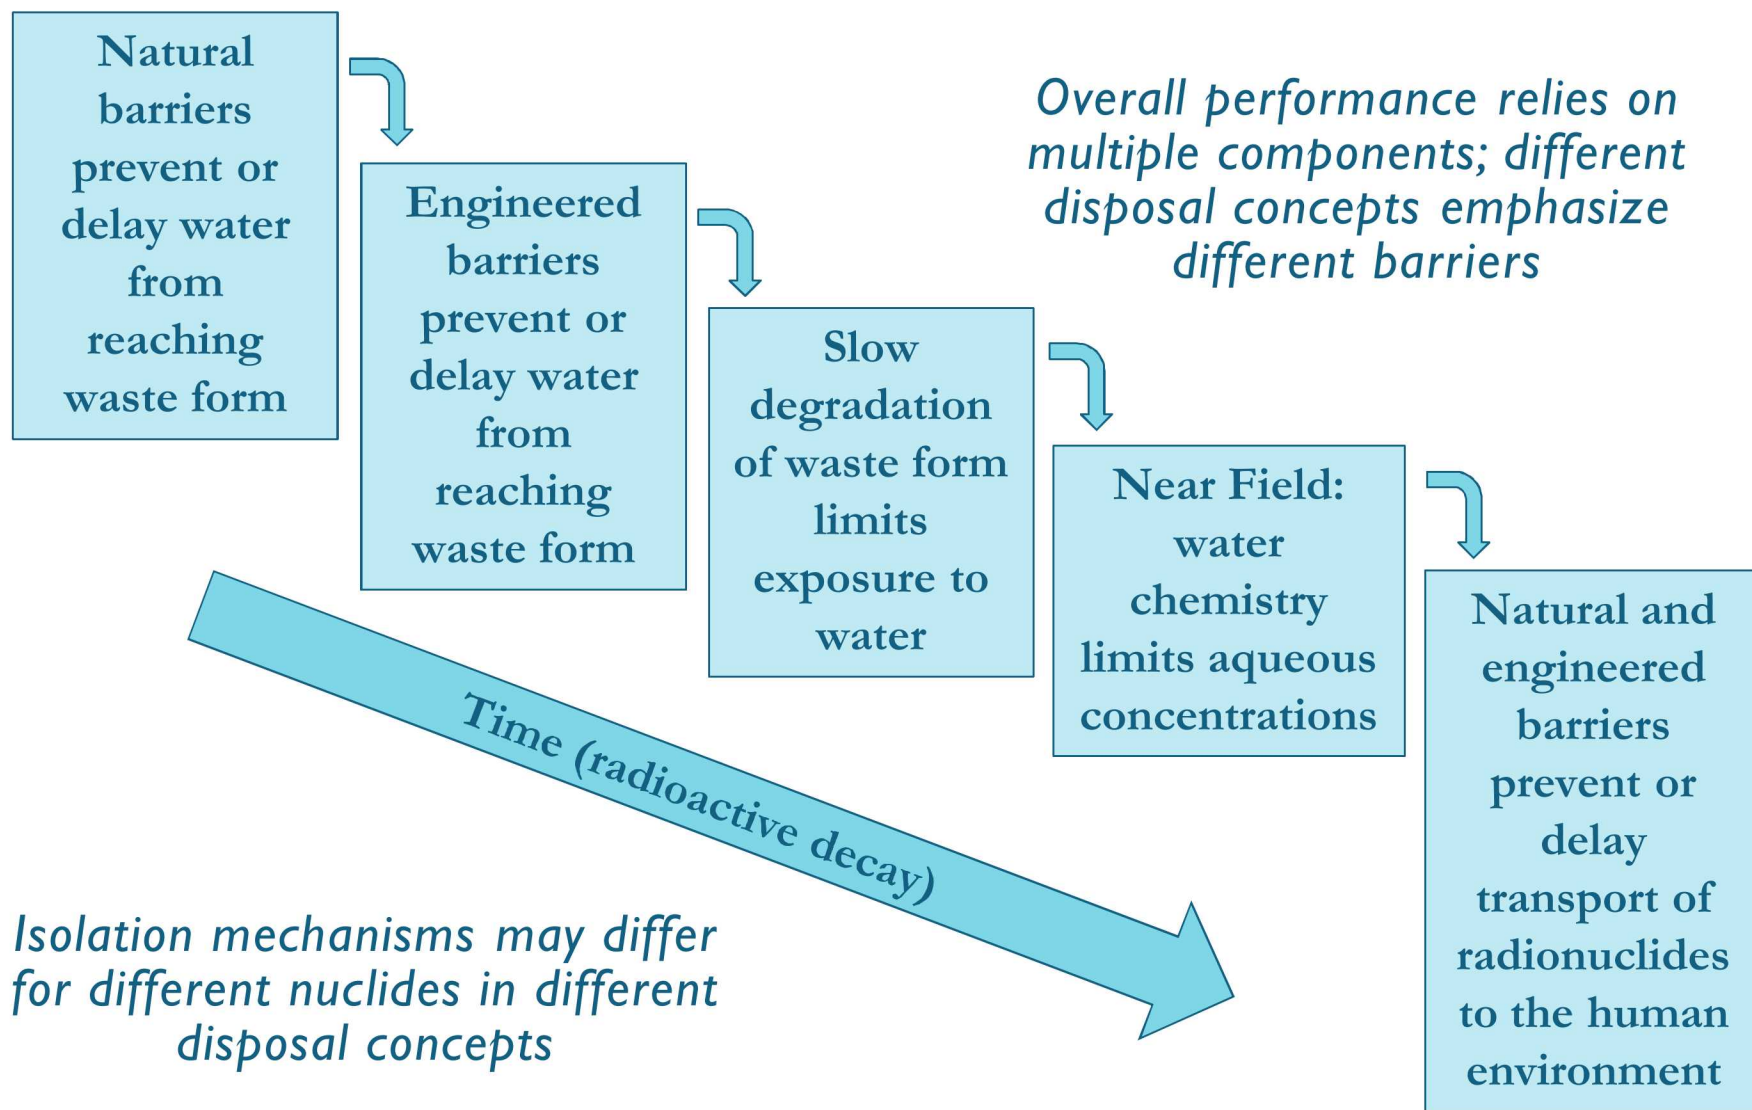 Natural
barriers
prevent or
delay water
from
reaching
waste form
Engineered
barriers
prevent or
delay water
from
reaching
waste form
Slow
degradation
of waste form
limits
exposure to
water
Near Field:
water
chemistry
limits aqueous
concentrations
Natural and
engineered
barriers
prevent or
delay
transport of
radionuclides
to the human
environment
Overall performance relies on
multiple components; different
disposal concepts emphasize
different barriers
Time (radioactive decay)
Isolation mechanisms may differ
for different nuclides in different
disposal concepts